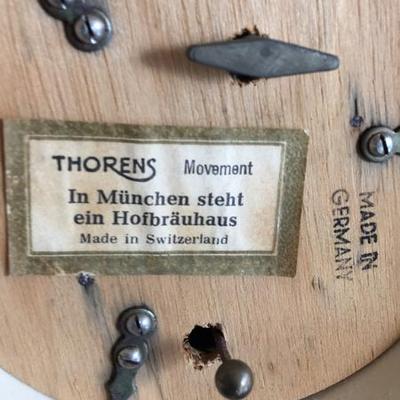 THORENS Movement
In München steht
ein Hofbräuhaus
Made in Switzerland
MADE IN
GERMANY